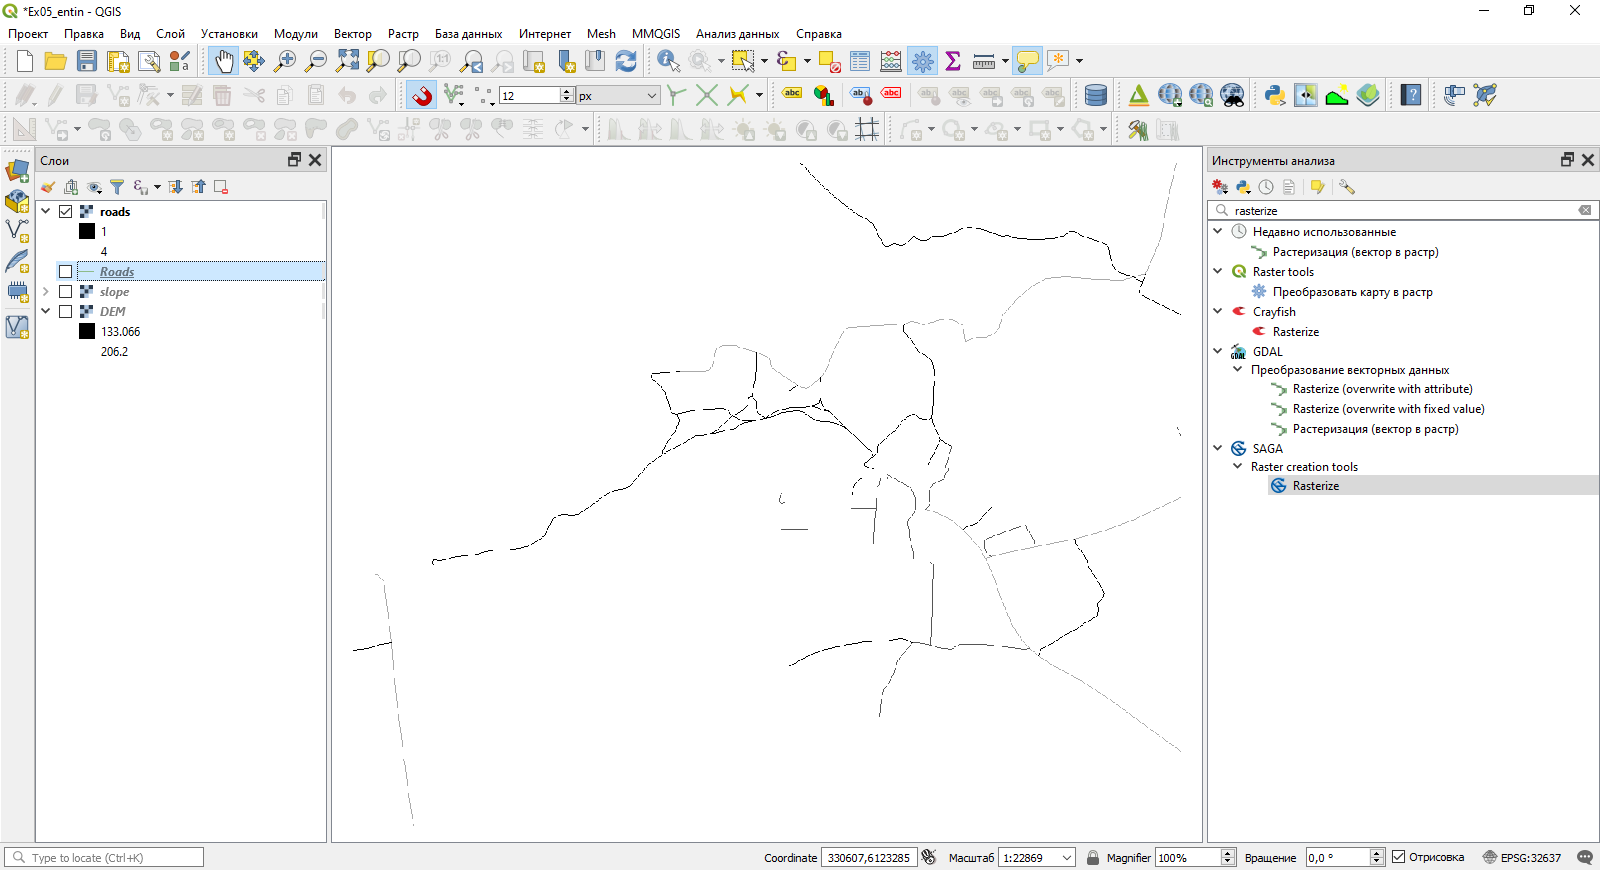 *Ex05_entin - QGIS
Проект Правка Вид Слой Установки Модули Вектор Растр База данных Интернет Mesh MMQGIS Анализ данных Справка
12 px
abc abc ab abc
Слои
roads
1
4
Roads
slope
DEM
133.066
206.2
Инструменты анализа
rasterize
Недавно использованные
Растеризация (вектор в растр)
Raster tools
Преобразовать карту в растр
Crayfish
Rasterize
GDAL
Преобразование векторных данных
Rasterize (overwrite with attribute)
Rasterize (overwrite with fixed value)
Растеризация (вектор в растр)
SAGA
Raster creation tools
Rasterize
Type to locate (Ctrl+K) Coordinate 330607,6123285 Масштаб 1:22869 Magnifier 100% Вращение 0,0 ° Отрисовка EPSG:32637